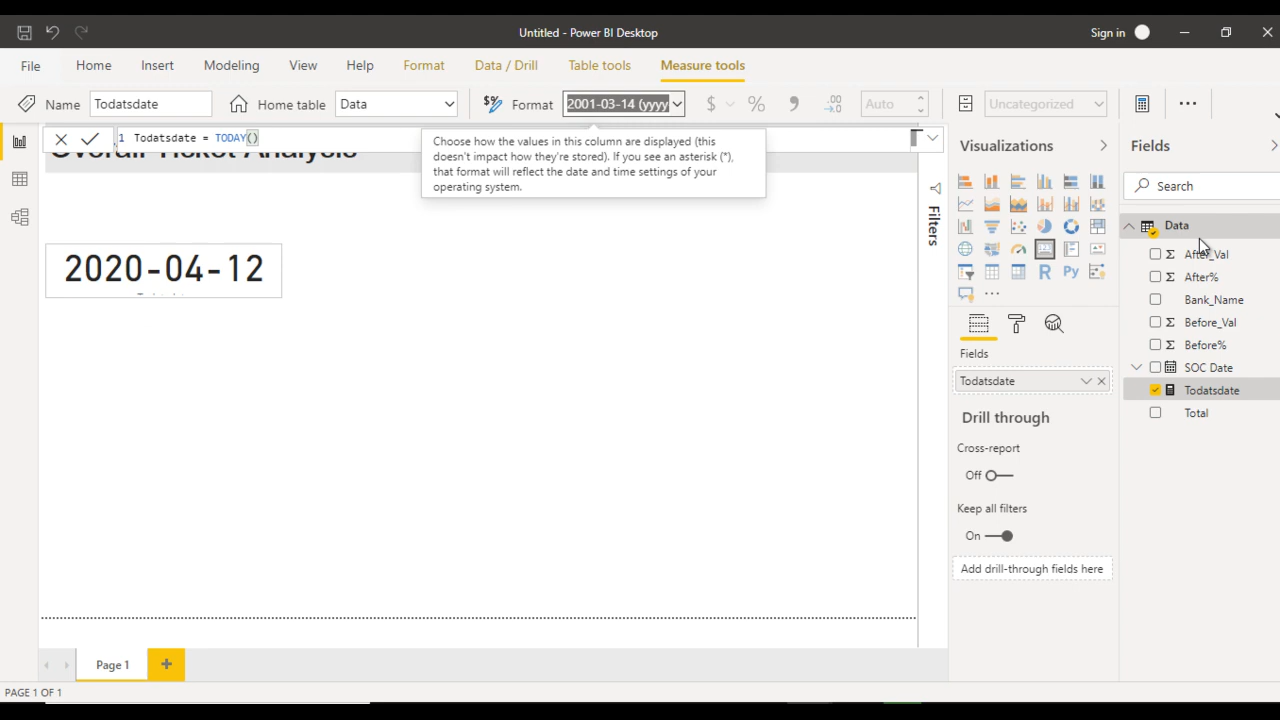 Untitled - Power BI Desktop
Sign in
File
Home
Insert
Modeling
View
Help
Format
Data / Drill
Table tools
Measure tools
Name
Todatsdate
Home table
Data
Format
2001-03-14 (yyyy
$
%
Auto
Uncategorized
1 Todatsdate = TODAY()
Choose how the values in this column are displayed (this
doesn't impact how they're stored). If you see an asterisk (*),
that format will reflect the date and time settings of your
operating system.
Overall Ticket Analysis
2020-04-12
Filters
Visualizations
R
Py
Fields
Todatsdate
Drill through
Cross-report
Off
Keep all filters
On
Add drill-through fields here
Fields
Search
Data
After_Val
After%
Bank_Name
Before_Val
Before%
SOC Date
Todatsdate
Total
Page 1
PAGE 1 OF 1